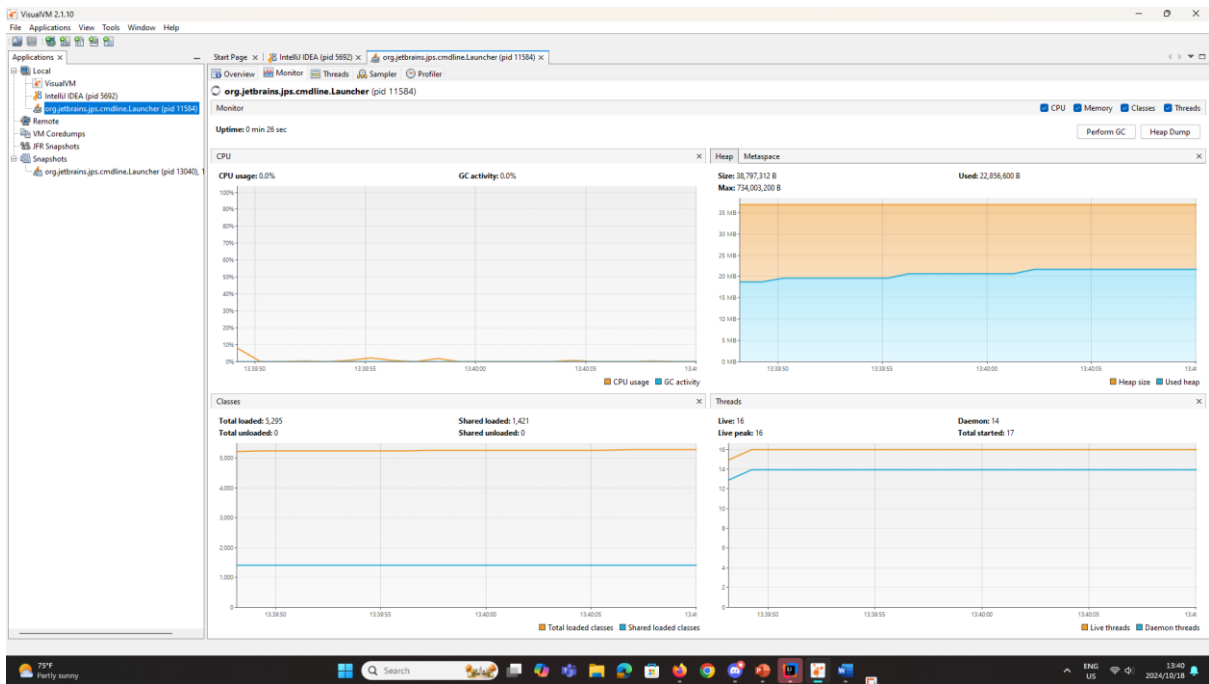 VisualVM 2.1.10
File Applications View Tools Window Help
Applications
Start Page
IntelliJ IDEA (pid 5692)
org.jetbrains.jps.cmdline.Launcher (pid 11584)
Local
VisualVM
IntelliJ IDEA (pid 5692)
org.jetbrains.jps.cmdline.Launcher (pid 11584)
Remote
VM Coredumps
JFR Snapshots
Snapshots
org.jetbrains.jps.cmdline.Launcher (pid 13040), 1
Overview Monitor Threads Sampler Profiler
org.jetbrains.jps.cmdline.Launcher (pid 11584)
Monitor
CPU Memory Classes Threads
Uptime: 0 min 26 sec
Perform GC Heap Dump
CPU
CPU usage: 0.0% GC activity: 0.0%
100%
90%
80%
70%
60%
50%
40%
30%
20%
10%
0%
13:39:50 13:39:55 13:40:00 13:40:05 13:4
CPU usage GC activity
Heap Metaspace
Size: 38,797,312 B Used: 22,856,600 B
Max: 734,003,200 B
35 MB
30 MB
25 MB
20 MB
15 MB
10 MB
5 MB
0 MB
13:39:50 13:39:55 13:40:00 13:40:05 13:4
Heap size Used heap
Classes
Total loaded: 5,295 Shared loaded: 1,421
Total unloaded: 0 Shared unloaded: 0
5,000
4,000
3,000
2,000
1,000
0
13:39:50 13:39:55 13:40:00 13:40:05 13:4
Total loaded classes Shared loaded classes
Threads
Live: 16 Daemon: 14
Live peak: 16 Total started: 17
16
14
12
10
8
6
4
2
0
13:39:50 13:39:55 13:40:00 13:40:05 13:4
Live threads Daemon threads
75°F
Partly sunny
Search
ENG
US
13:40
2024/10/18